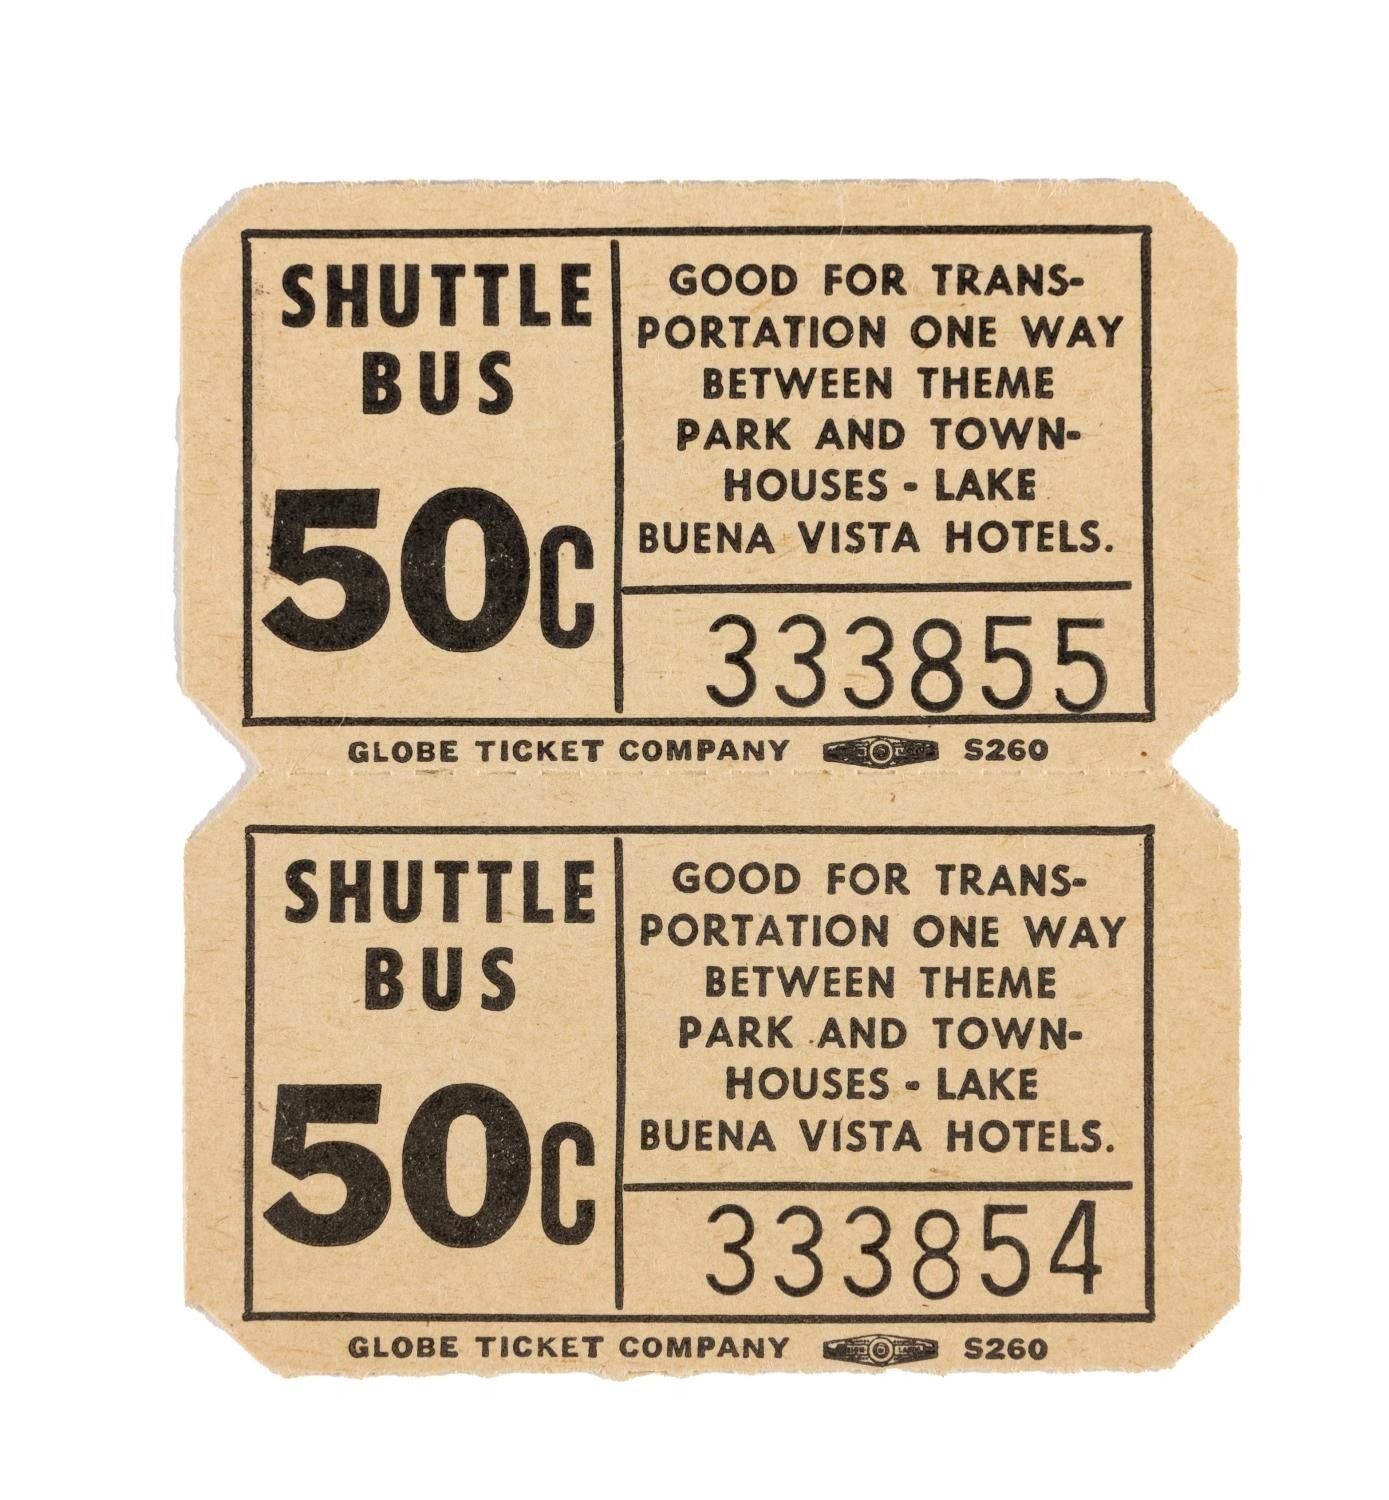 SHUTTLE
BUS
50C
GOOD FOR TRANS-
PORTATION ONE WAY
BETWEEN THEME
PARK AND TOWN-
HOUSES - LAKE
BUENA VISTA HOTELS.
333855
GLOBE TICKET COMPANY S260
SHUTTLE
BUS
50C
GOOD FOR TRANS-
PORTATION ONE WAY
BETWEEN THEME
PARK AND TOWN-
HOUSES - LAKE
BUENA VISTA HOTELS.
333854
GLOBE TICKET COMPANY S260